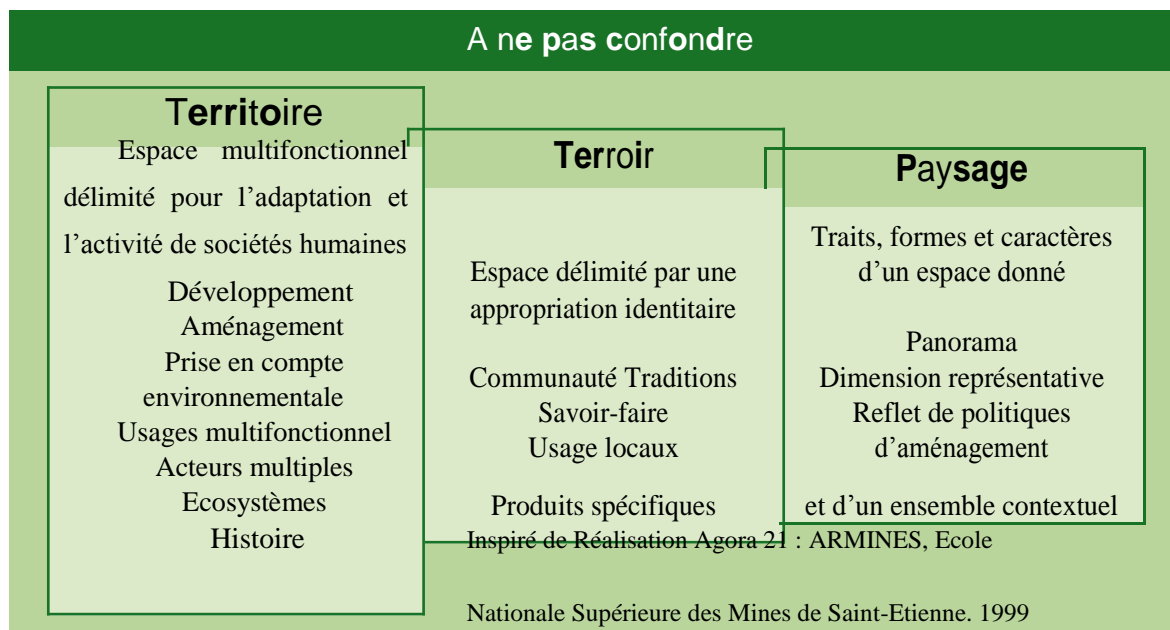 A ne pas confondre
Territoire
Espace multifonctionnel
délimité pour l’adaptation et
l’activité de sociétés humaines
Développement
Aménagement
Prise en compte
environnementale
Usages multifonctionnel
Acteurs multiples
Ecosystèmes
Histoire
Terroir
Espace délimité par une
appropriation identitaire
Communauté Traditions
Savoir-faire
Usage locaux
Produits spécifiques
Paysage
Traits, formes et caractères
d’un espace donné
Panorama
Dimension représentative
Reflet de politiques
d’aménagement
et d’un ensemble contextuel
Inspiré de Réalisation Agora 21 : ARMINES, Ecole
Nationale Supérieure des Mines de Saint-Etienne. 1999